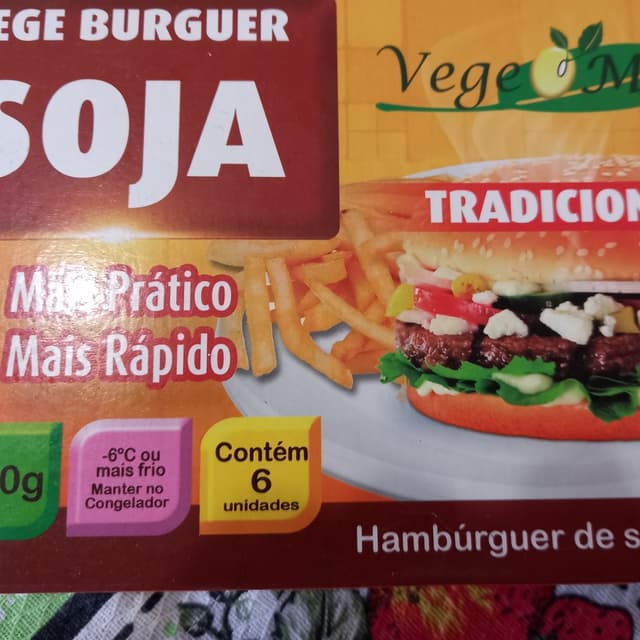 EGE BURGUER
SOJA
Vege M
TRADICION
Mais Prático
Mais Rápido
0g
-6ºC ou
mais frio
Manter no
Congelador
Contém
6
unidades
Hambúrguer de s